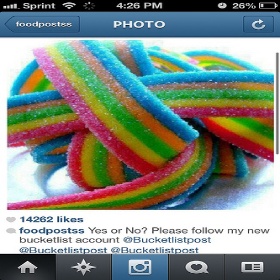 Sprint 4:26 PM 26%
foodpostss PHOTO
14262 likes
foodpostss Yes or No? Please follow my new
bucketlist account @Bucketlistpost
@Bucketlistpost @Bucketlistpost